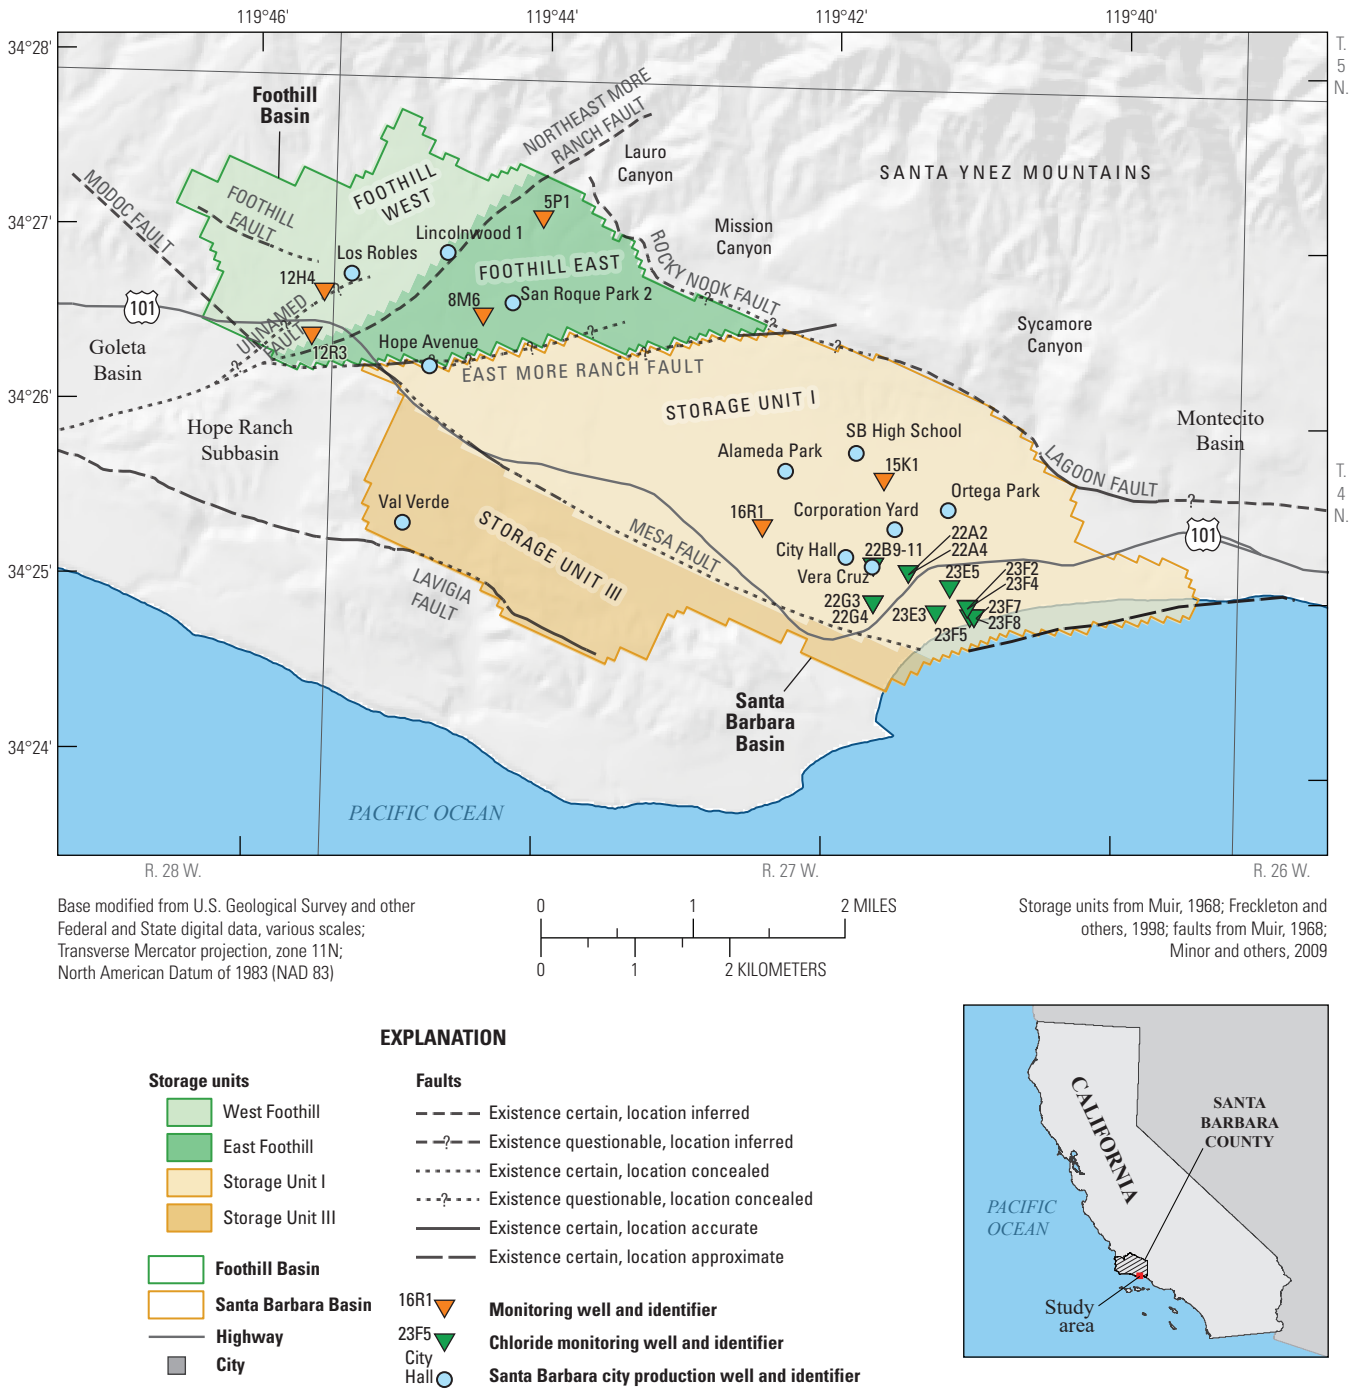 119°46'
119°44'
119°42'
119°40'
34°28'
34°27'
34°26'
34°25'
34°24'
T.
5
N.
T.
4
N.
R. 28 W.
R. 27 W.
R. 26 W.
Foothill
Basin
NORTHEAST MORE
RANCH FAULT
Lauro
Canyon
SANTA YNEZ MOUNTAINS
MODOC FAULT
FOOTHILL
FAULT
FOOTHILL
WEST
5P1
Mission
Canyon
Lincolnwood 1
Los Robles
ROCKY NOOK FAULT
FOOTHILL EAST
12H4
?
8M6
San Roque Park 2
?
?
101
UNNAMED
FAULT
12R3
Hope Avenue
?
?
?
?
?
?
Sycamore
Canyon
Goleta
Basin
EAST MORE RANCH FAULT
STORAGE UNIT I
Hope Ranch
Subbasin
Montecito
Basin
SB High School
Alameda Park
LAGOON FAULT
?
15K1
Ortega Park
Val Verde
16R1
Corporation Yard
STORAGE UNIT III
MESA FAULT
22A2
22A4
101
City Hall
22B9-11
Vera Cruz
23E5
23F2
23F4
LAVIGIA
FAULT
22G3
22G4
23E3
23F7
23F8
23F5
Santa
Barbara
Basin
PACIFIC OCEAN
Base modified from U.S. Geological Survey and other
Federal and State digital data, various scales;
Transverse Mercator projection, zone 11N;
North American Datum of 1983 (NAD 83)
0 1 2 MILES
0 1 2 KILOMETERS
Storage units from Muir, 1968; Freckleton and
others, 1998; faults from Muir, 1968;
Minor and others, 2009
EXPLANATION
Storage units
West Foothill
East Foothill
Storage Unit I
Storage Unit III
Foothill Basin
Santa Barbara Basin
Highway
City
Faults
Existence certain, location inferred
? Existence questionable, location inferred
Existence certain, location concealed
? Existence questionable, location concealed
Existence certain, location accurate
Existence certain, location approximate
16R1 Monitoring well and identifier
23F5 Chloride monitoring well and identifier
City
Hall Santa Barbara city production well and identifier
CALIFORNIA
SANTA
BARBARA
COUNTY
PACIFIC
OCEAN
Study
area